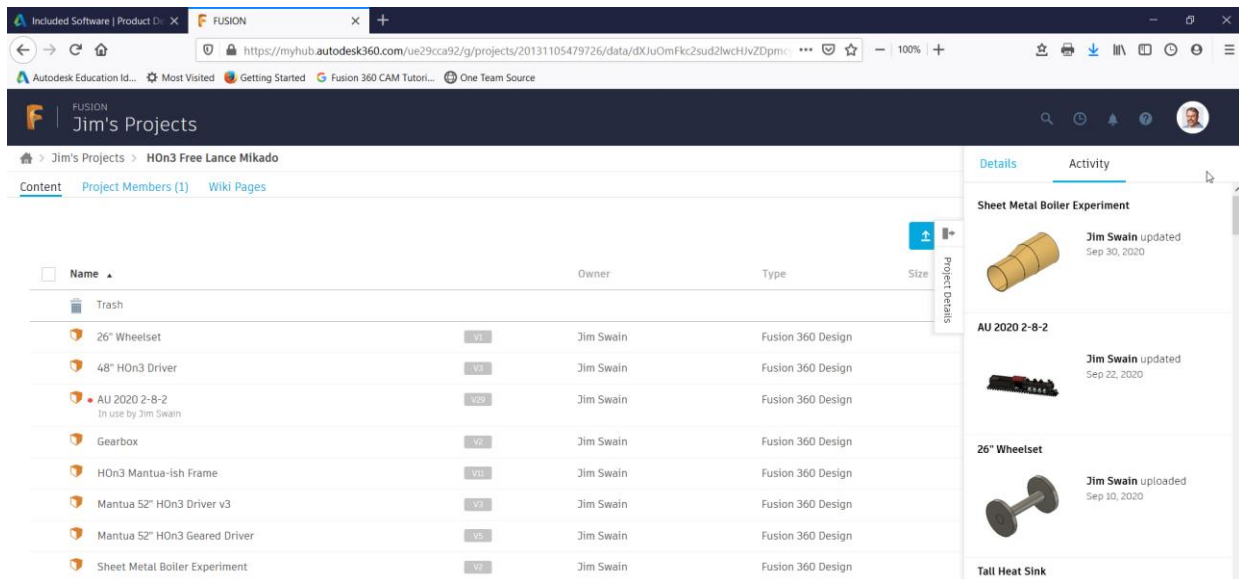 Included Software | Product De
FUSION
https://myhub.autodesk360.com/ue29cca92/g/projects/20131105479726/data/
100%
Autodesk Education Id...
Most Visited
Getting Started
Fusion 360 CAM Tutori...
One Team Source
FUSION
Jim's Projects
Jim's Projects > HOn3 Free Lance Mikado
Content Project Members (1) Wiki Pages
Name Owner Type Size
Trash
26" Wheelset V1 Jim Swain Fusion 360 Design
48" HOn3 Driver V3 Jim Swain Fusion 360 Design
AU 2020 2-8-2 V29 Jim Swain Fusion 360 Design
In use by Jim Swain
Gearbox V2 Jim Swain Fusion 360 Design
HOn3 Mantua-ish Frame V11 Jim Swain Fusion 360 Design
Mantua 52" HOn3 Driver v3 V3 Jim Swain Fusion 360 Design
Mantua 52" HOn3 Geared Driver V5 Jim Swain Fusion 360 Design
Sheet Metal Boiler Experiment V2 Jim Swain Fusion 360 Design
Project Details
Details Activity
Sheet Metal Boiler Experiment
Jim Swain updated
Sep 30, 2020
AU 2020 2-8-2
Jim Swain updated
Sep 22, 2020
26" Wheelset
Jim Swain uploaded
Sep 10, 2020
Tall Heat Sink